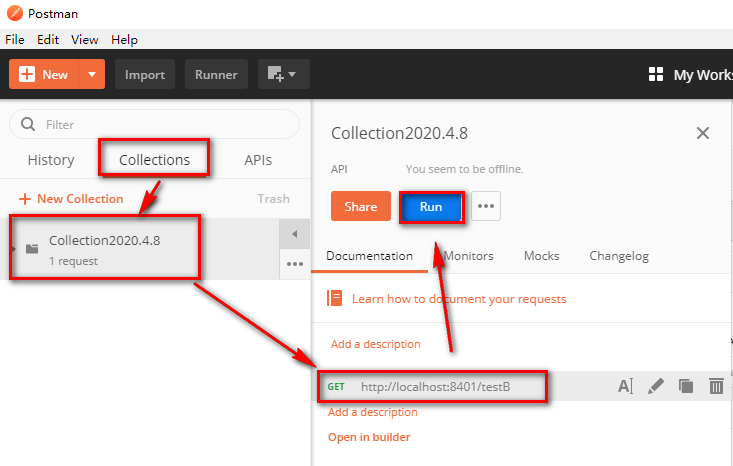 Postman
File Edit View Help
New Import Runner My Works
Filter
History Collections APIs
New Collection Trash
Collection2020.4.8
1 request
Collection2020.4.8
API You seem to be offline.
Share Run
Documentation Monitors Mocks Changelog
Learn how to document your requests
Add a description
GET http://localhost:8401/testB
Add a description
Open in builder